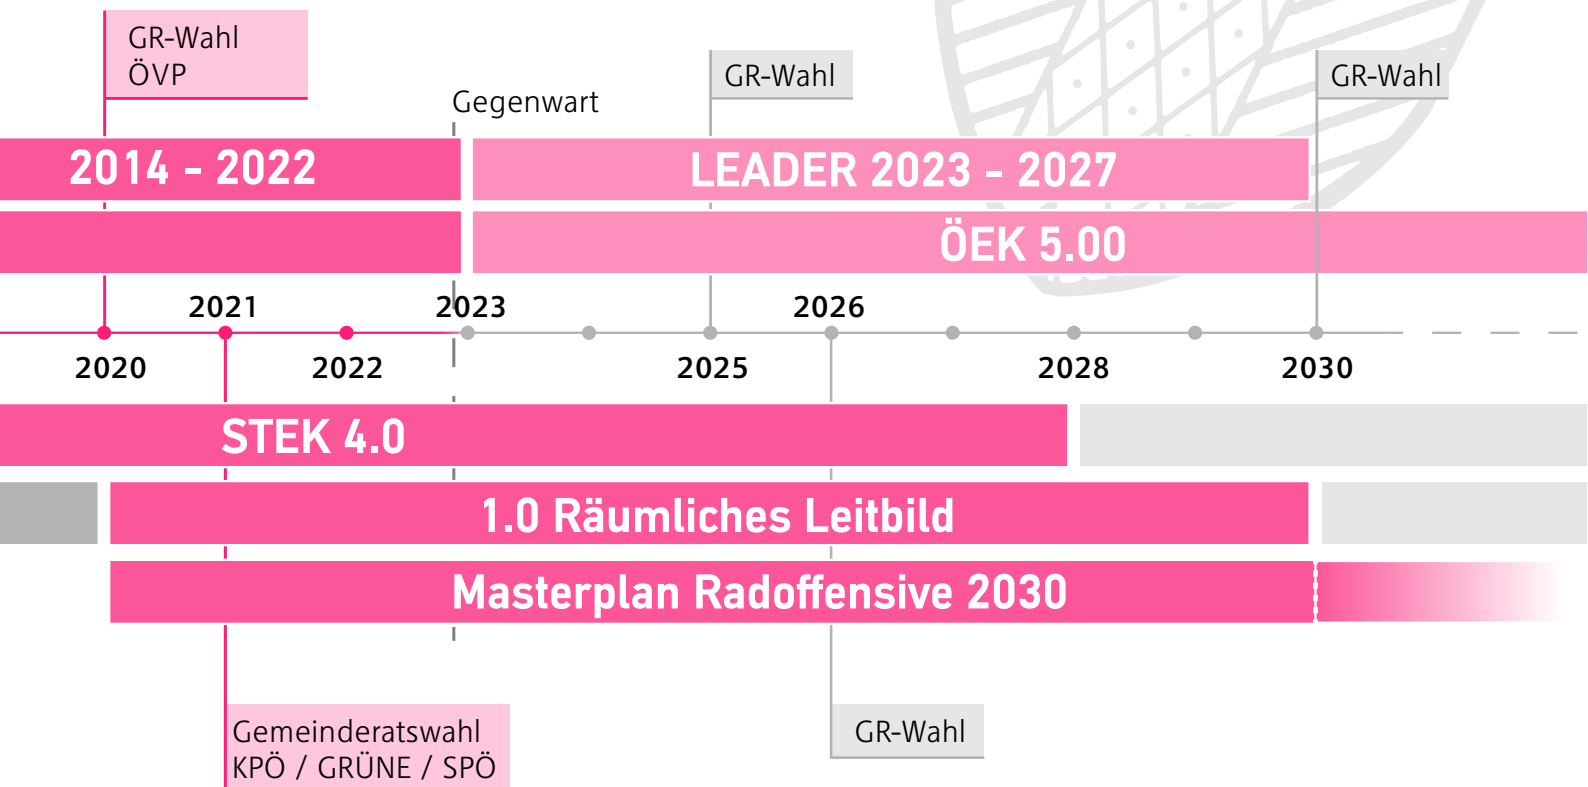 GR-Wahl
ÖVP
GR-Wahl
GR-Wahl
Gegenwart
2014 - 2022
LEADER 2023 - 2027
ÖEK 5.00
2021
2023
2026
2020
2022
2025
2028
2030
STEK 4.0
1.0 Räumliches Leitbild
Masterplan Radoffensive 2030
Gemeinderatswahl
KPÖ / GRÜNE / SPÖ
GR-Wahl